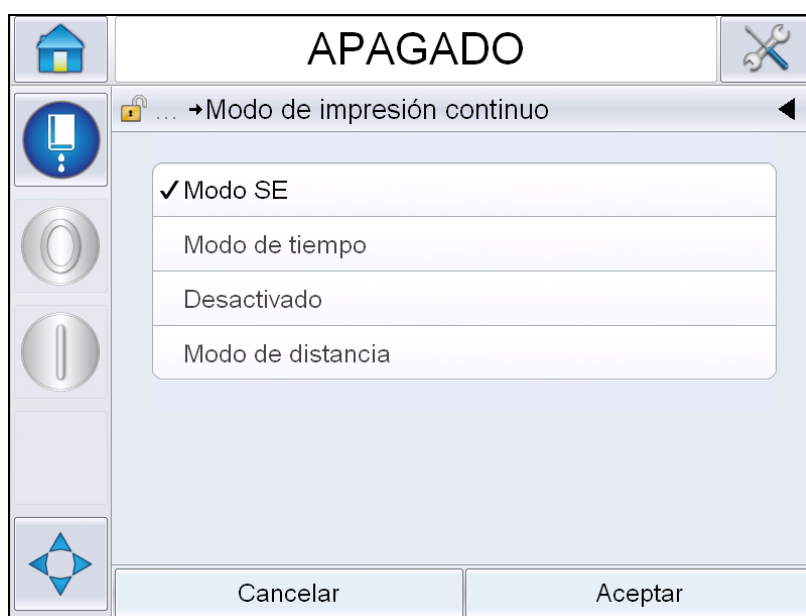 APAGADO
... →Modo de impresión continuo
✓Modo SE
Modo de tiempo
Desactivado
Modo de distancia
Cancelar
Aceptar